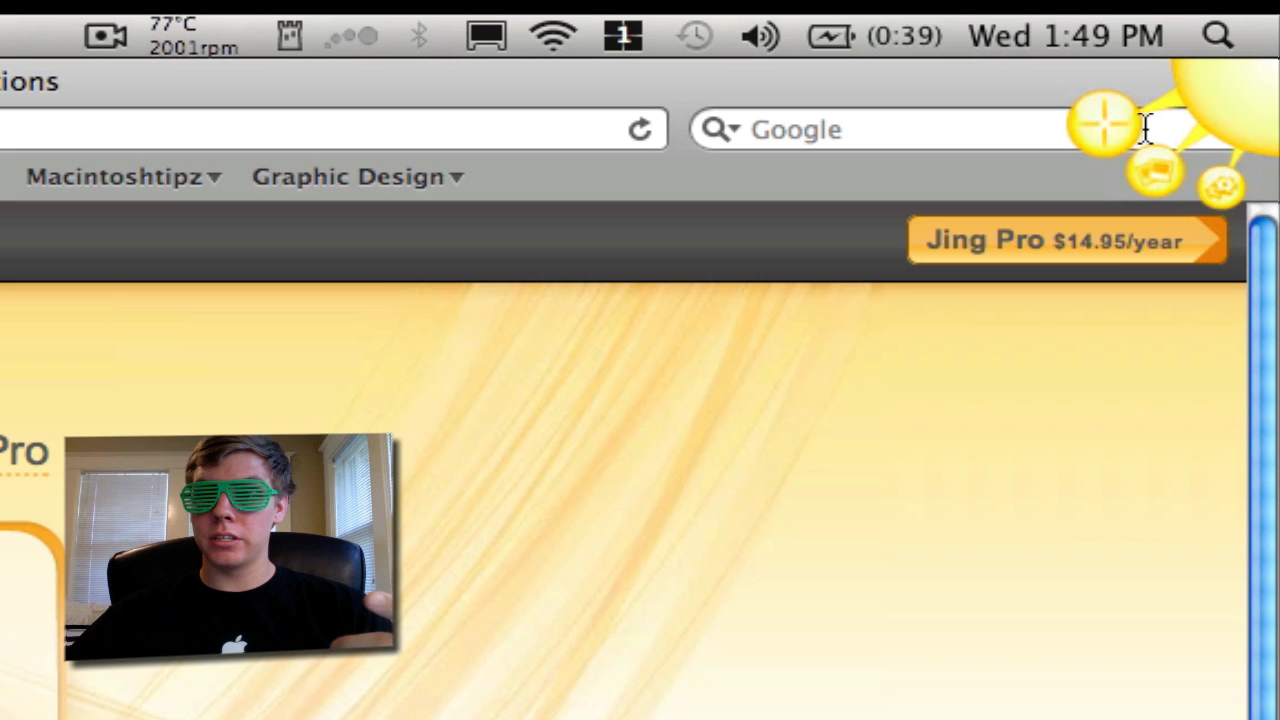 77°C
2001rpm
1
(0:39)
Wed 1:49 PM
ions
Google
Macintoshtipz
Graphic Design
Jing Pro $14.95/year
Pro